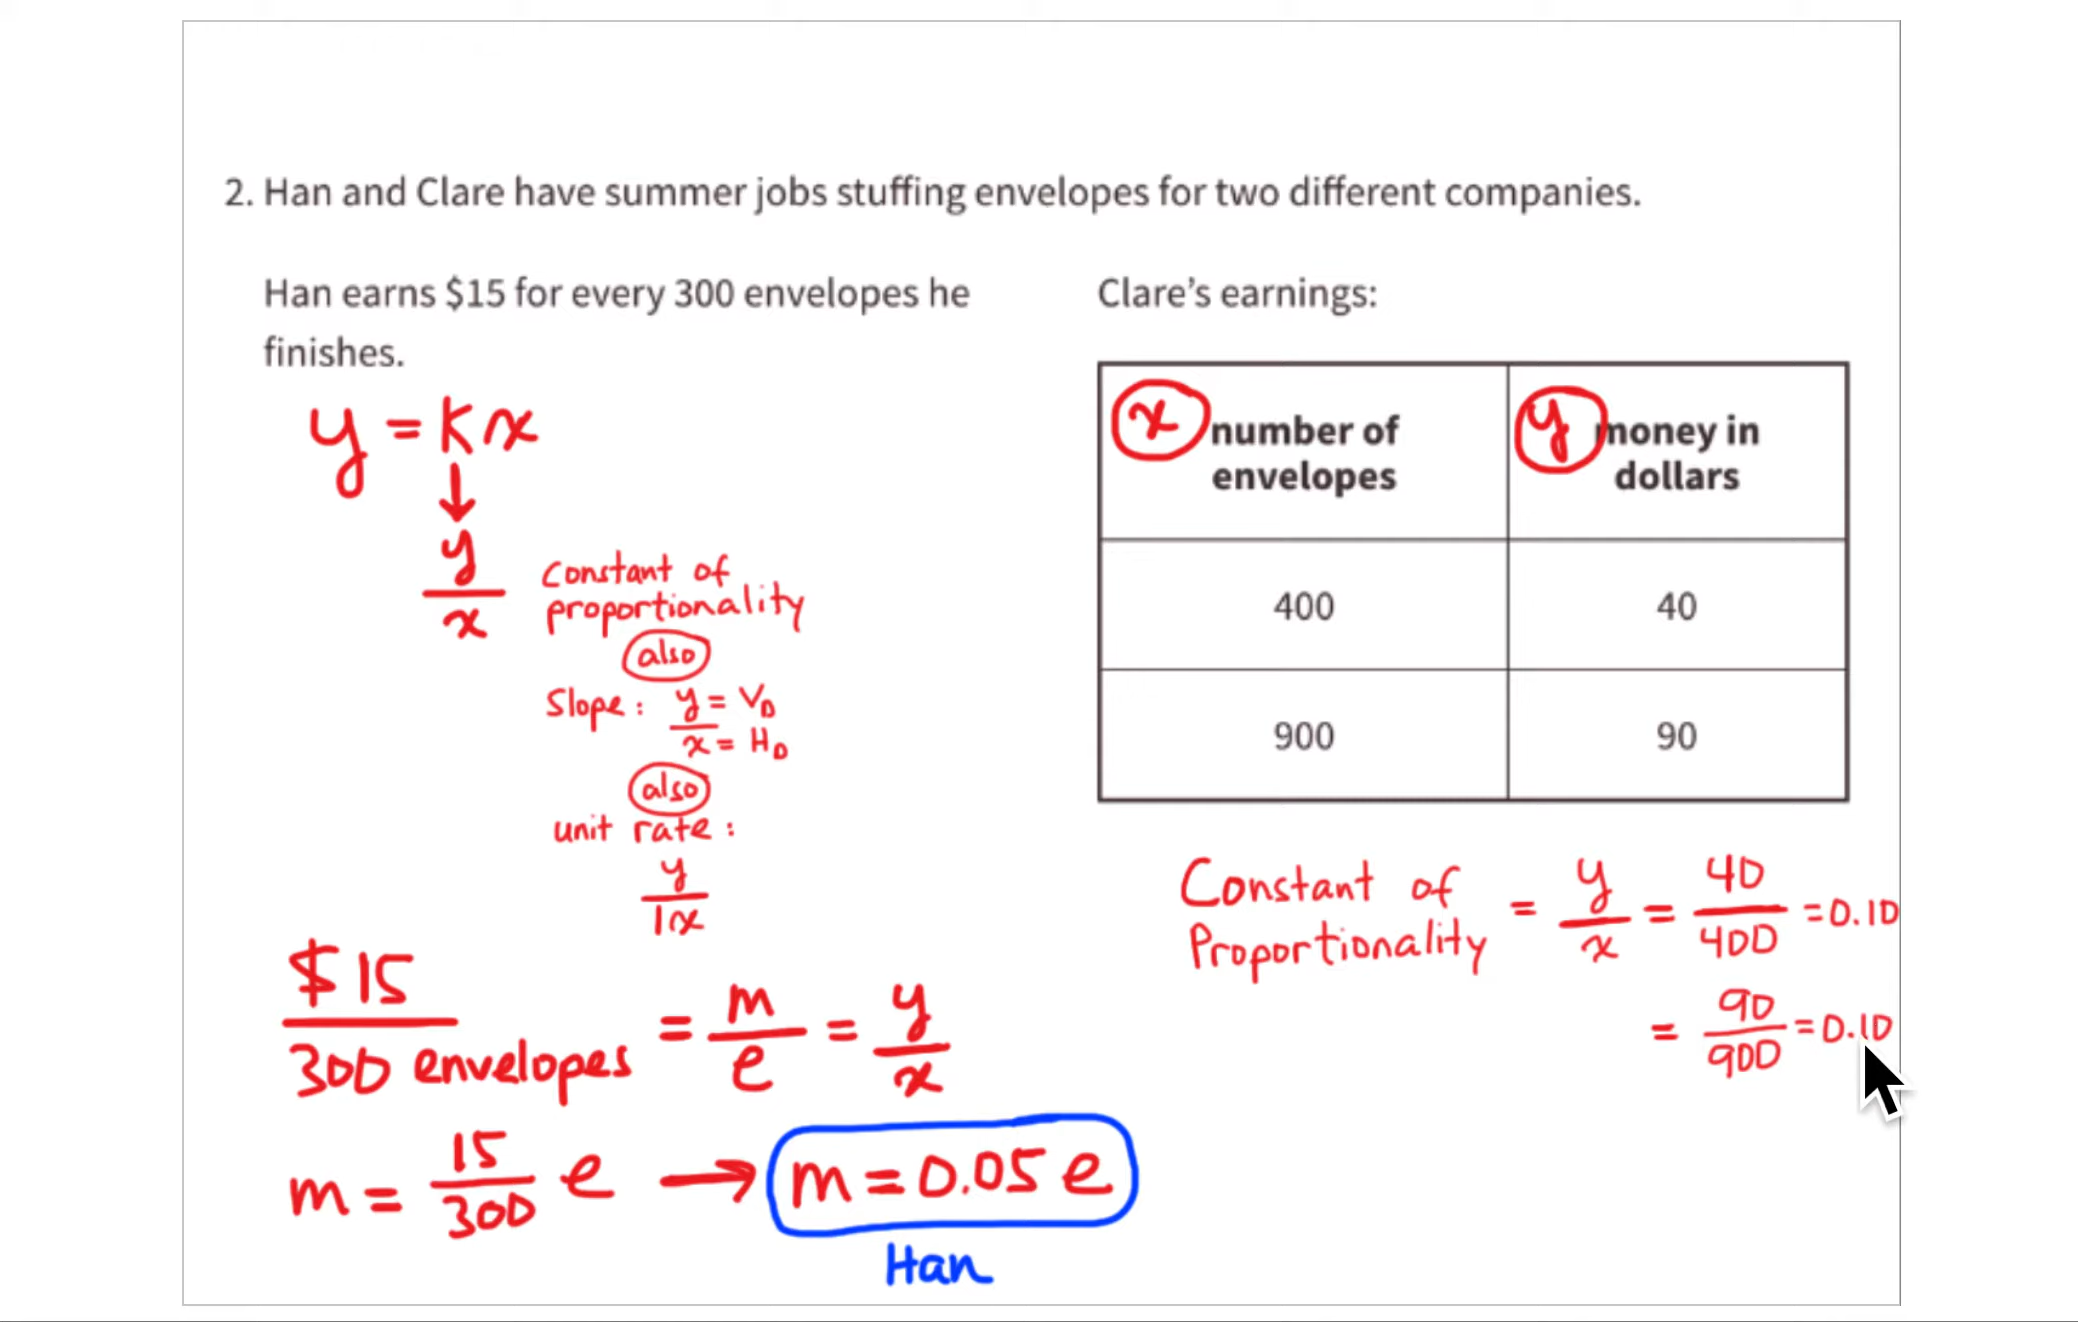 2. Han and Clare have summer jobs stuffing envelopes for two different companies.
Han earns $15 for every 300 envelopes he
finishes.
y = Kx
y
x
Constant of
proportionality
also
Slope: y = VD
x = HD
also
unit rate:
y
1x
$15
300 envelopes
= m
e
= y
x
m = 15
300
e → m = 0.05 e
Han
Clare’s earnings:
x number of
envelopes
y money in
dollars
400 40
900 90
Constant of
Proportionality
= y
x
= 40
400
= 0.10
= 90
900
= 0.10